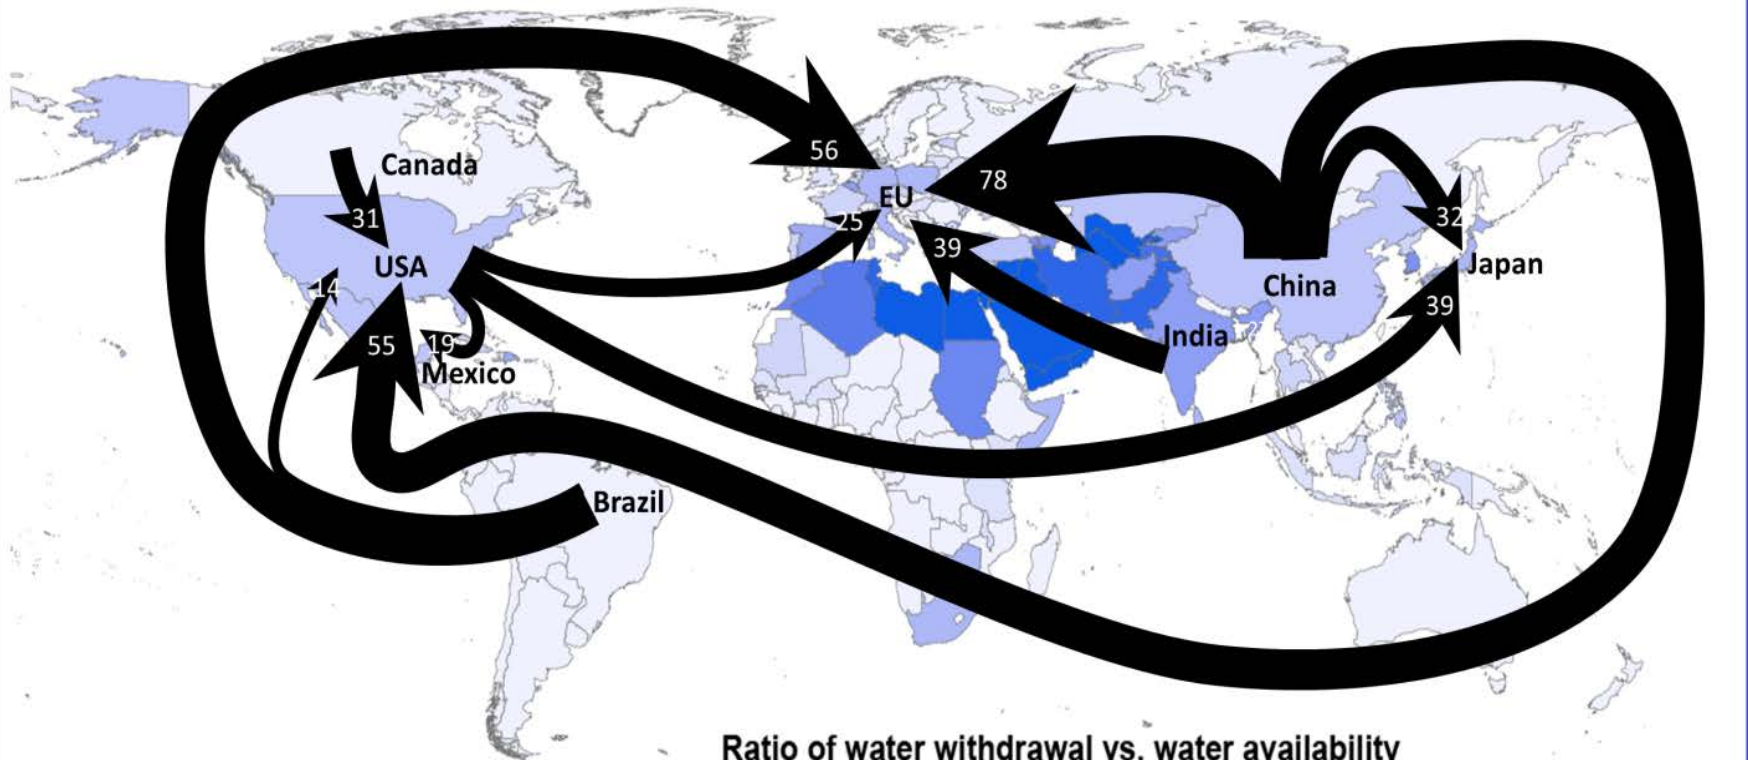 56
78
Canada
EU
31
25
32
39
USA
Japan
China
14
39
India
55
19
Mexico
Brazil
Ratio of water withdrawal vs. water availability